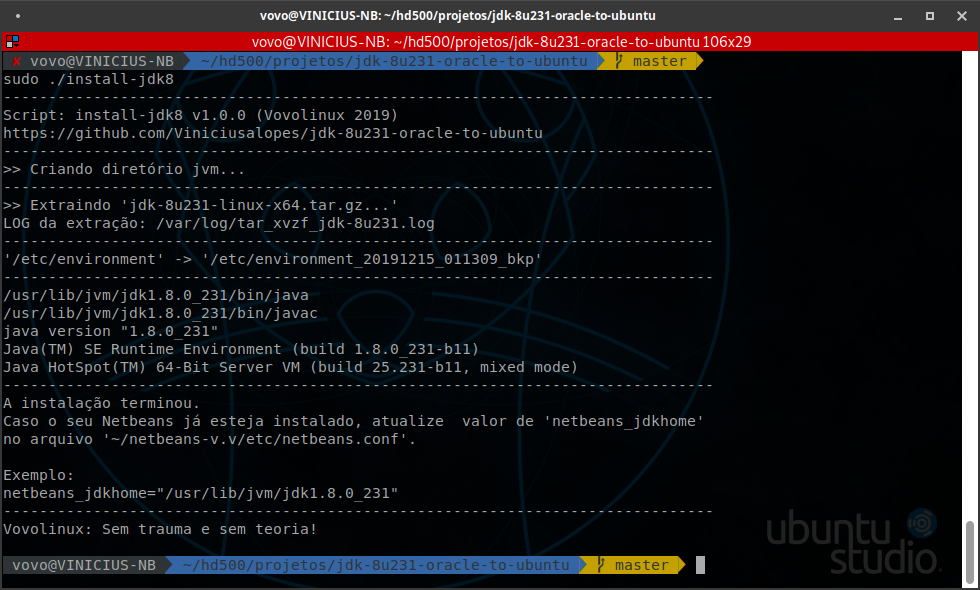 vovo@VINICIUS-NB: ~/hd500/projetos/jdk-8u231-oracle-to-ubuntu
vovo@VINICIUS-NB: ~/hd500/projetos/jdk-8u231-oracle-to-ubuntu 106x29
✘ vovo@VINICIUS-NB ~/hd500/projetos/jdk-8u231-oracle-to-ubuntu master
sudo ./install-jdk8
-------------------------------------------------------------------------------
Script: install-jdk8 v1.0.0 (Vovolinux 2019)
https://github.com/Viniciusalopes/jdk-8u231-oracle-to-ubuntu
-------------------------------------------------------------------------------
>> Criando diretório jvm...
-------------------------------------------------------------------------------
>> Extraindo 'jdk-8u231-linux-x64.tar.gz...'
LOG da extração: /var/log/tar_xvzf_jdk-8u231.log
-------------------------------------------------------------------------------
'/etc/environment' -> '/etc/environment_20191215_011309_bkp'
-------------------------------------------------------------------------------
/usr/lib/jvm/jdk1.8.0_231/bin/java
/usr/lib/jvm/jdk1.8.0_231/bin/javac
java version "1.8.0_231"
Java(TM) SE Runtime Environment (build 1.8.0_231-b11)
Java HotSpot(TM) 64-Bit Server VM (build 25.231-b11, mixed mode)
-------------------------------------------------------------------------------
A instalação terminou.
Caso o seu Netbeans já esteja instalado, atualize  valor de 'netbeans_jdkhome'
no arquivo '~/netbeans-v.v/etc/netbeans.conf'.

Exemplo:
netbeans_jdkhome="/usr/lib/jvm/jdk1.8.0_231"
-------------------------------------------------------------------------------
Vovolinux: Sem trauma e sem teoria!
ubuntu
studio
vovo@VINICIUS-NB ~/hd500/projetos/jdk-8u231-oracle-to-ubuntu master